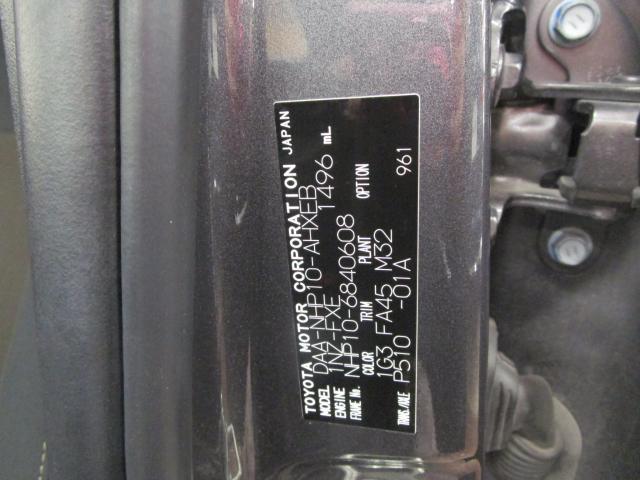 TOYOTA MOTOR CORPORATION JAPAN
MODEL DAA-NHP10-AHXEB
ENGINE 1NZ-FXE 1496 mL
FRAME No. NHP10-6840608
COLOR TRIM PLANT OPTION
1G3 FA45 M32
TRANS/AXLE P510 -01A 961